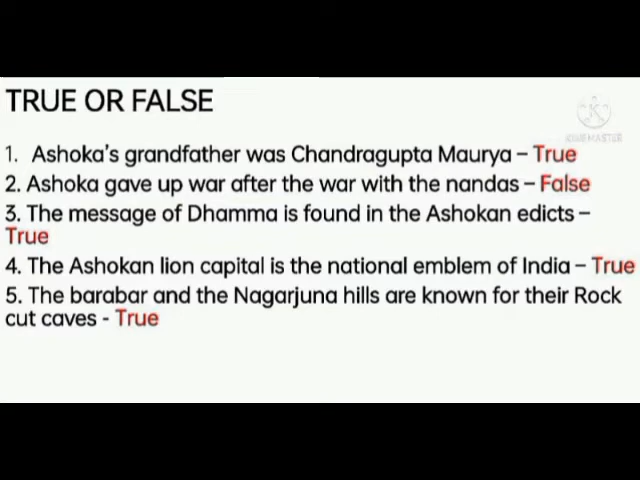 TRUE OR FALSE
KINEMASTER
1. Ashoka's grandfather was Chandragupta Maurya – True
2. Ashoka gave up war after the war with the nandas – False
3. The message of Dhamma is found in the Ashokan edicts –
True
4. The Ashokan lion capital is the national emblem of India – True
5. The barabar and the Nagarjuna hills are known for their Rock
cut caves - True